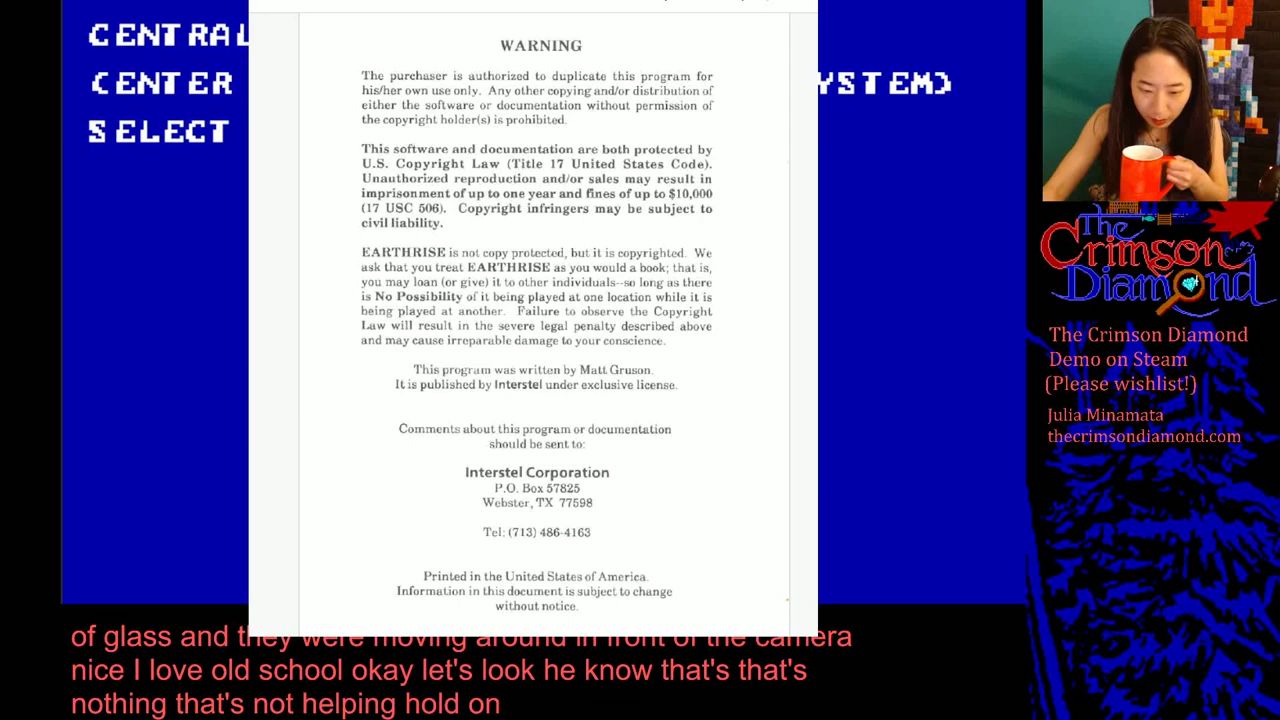 CENTRAL
(ENTER
YSTEM)
SELECT
WARNING
The purchaser is authorized to duplicate this program for
his/her own use only. Any other copying and/or distribution of
either the software or documentation without permission of
the copyright holder(s) is prohibited.
This software and documentation are both protected by
U.S. Copyright Law (Title 17 United States Code).
Unauthorized reproduction and/or sales may result in
imprisonment of up to one year and fines of up to $10,000
(17 USC 506). Copyright infringers may be subject to
civil liability.
EARTHRISE is not copy protected, but it is copyrighted. We
ask that you treat EARTHRISE as you would a book; that is,
you may loan (or give) it to other individuals--so long as there
is No Possibility of it being played at one location while it is
being played at another. Failure to observe the Copyright
Law will result in the severe legal penalty described above
and may cause irreparable damage to your conscience.
This program was written by Matt Gruson.
It is published by Interstel under exclusive license.
Comments about this program or documentation
should be sent to:
Interstel Corporation
P.O. Box 57825
Webster, TX 77598
Tel: (713) 486-4163
Printed in the United States of America.
Information in this document is subject to change
without notice.
The
Crimson
Diamond
The Crimson Diamond
Demo on Steam
(Please wishlist!)
Julia Minamata
thecrimsondiamond.com
of glass and they were moving around in front of the camera
nice I love old school okay let's look he know that's that's
nothing that's not helping hold on